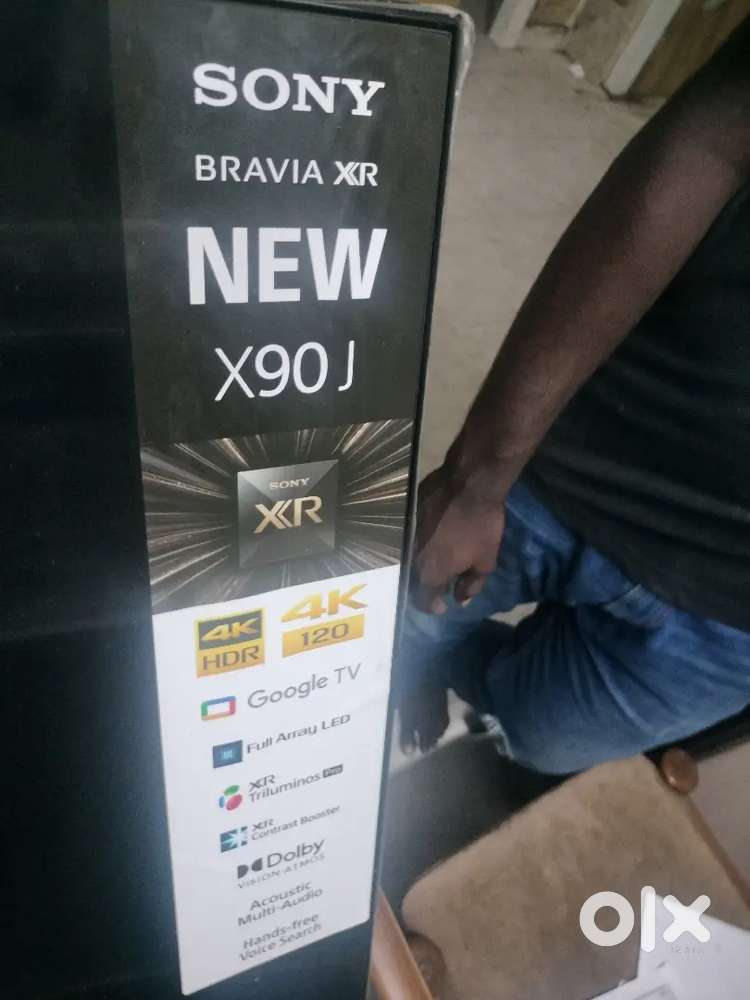 SONY
BRAVIA XR
NEW
X90J
SONY
XR
4K
HDR
4K
120
Google TV
Full Array LED
XR
Triluminos Pro
XR
Contrast Booster
Dolby
VISION·ATMOS
Acoustic
Multi-Audio
Hands-free
Voice Search
olx